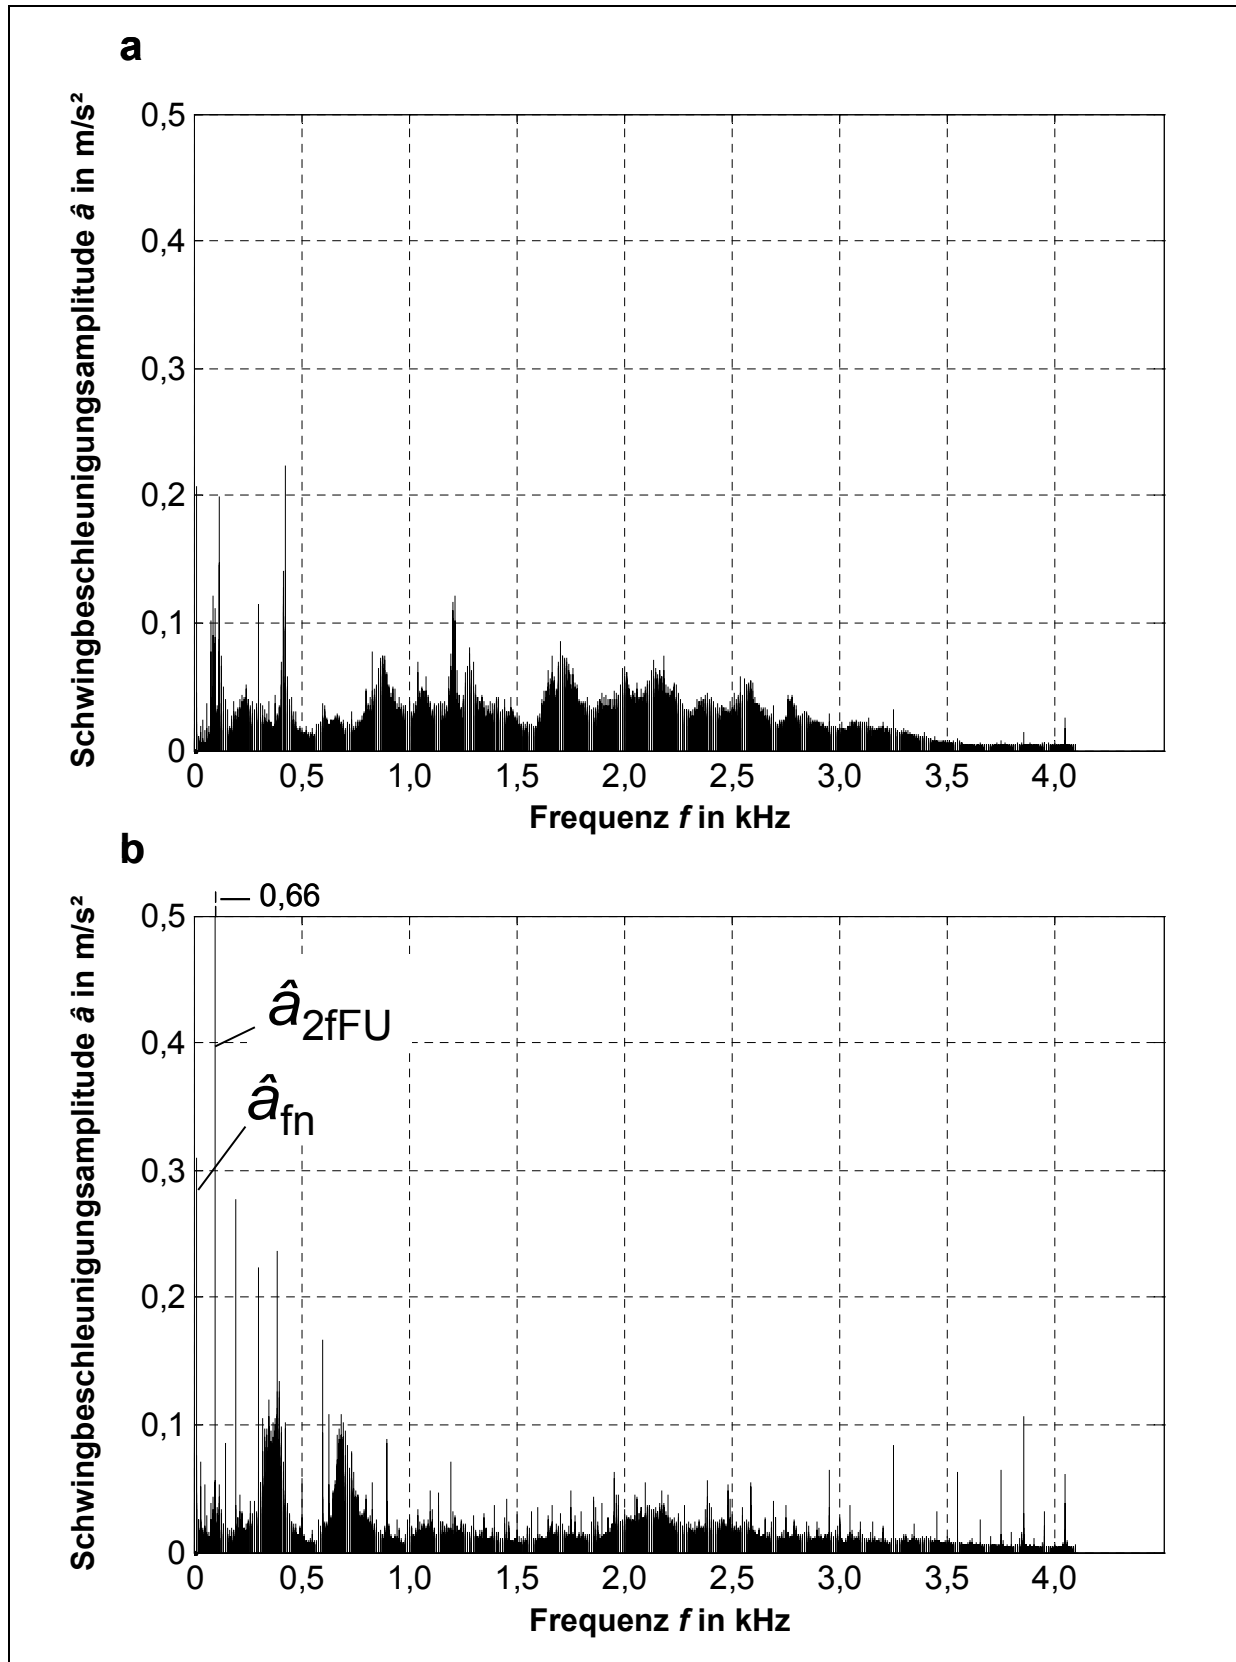 a
Schwingbeschleunigungsamplitude â in m/s²
0,5
0,4
0,3
0,2
0,1
0
0 0,5 1,0 1,5 2,0 2,5 3,0 3,5 4,0
Frequenz f in kHz
b
Schwingbeschleunigungsamplitude â in m/s²
0,66
0,5
â2fFU
0,4
âfn
0,3
0,2
0,1
0
0 0,5 1,0 1,5 2,0 2,5 3,0 3,5 4,0
Frequenz f in kHz